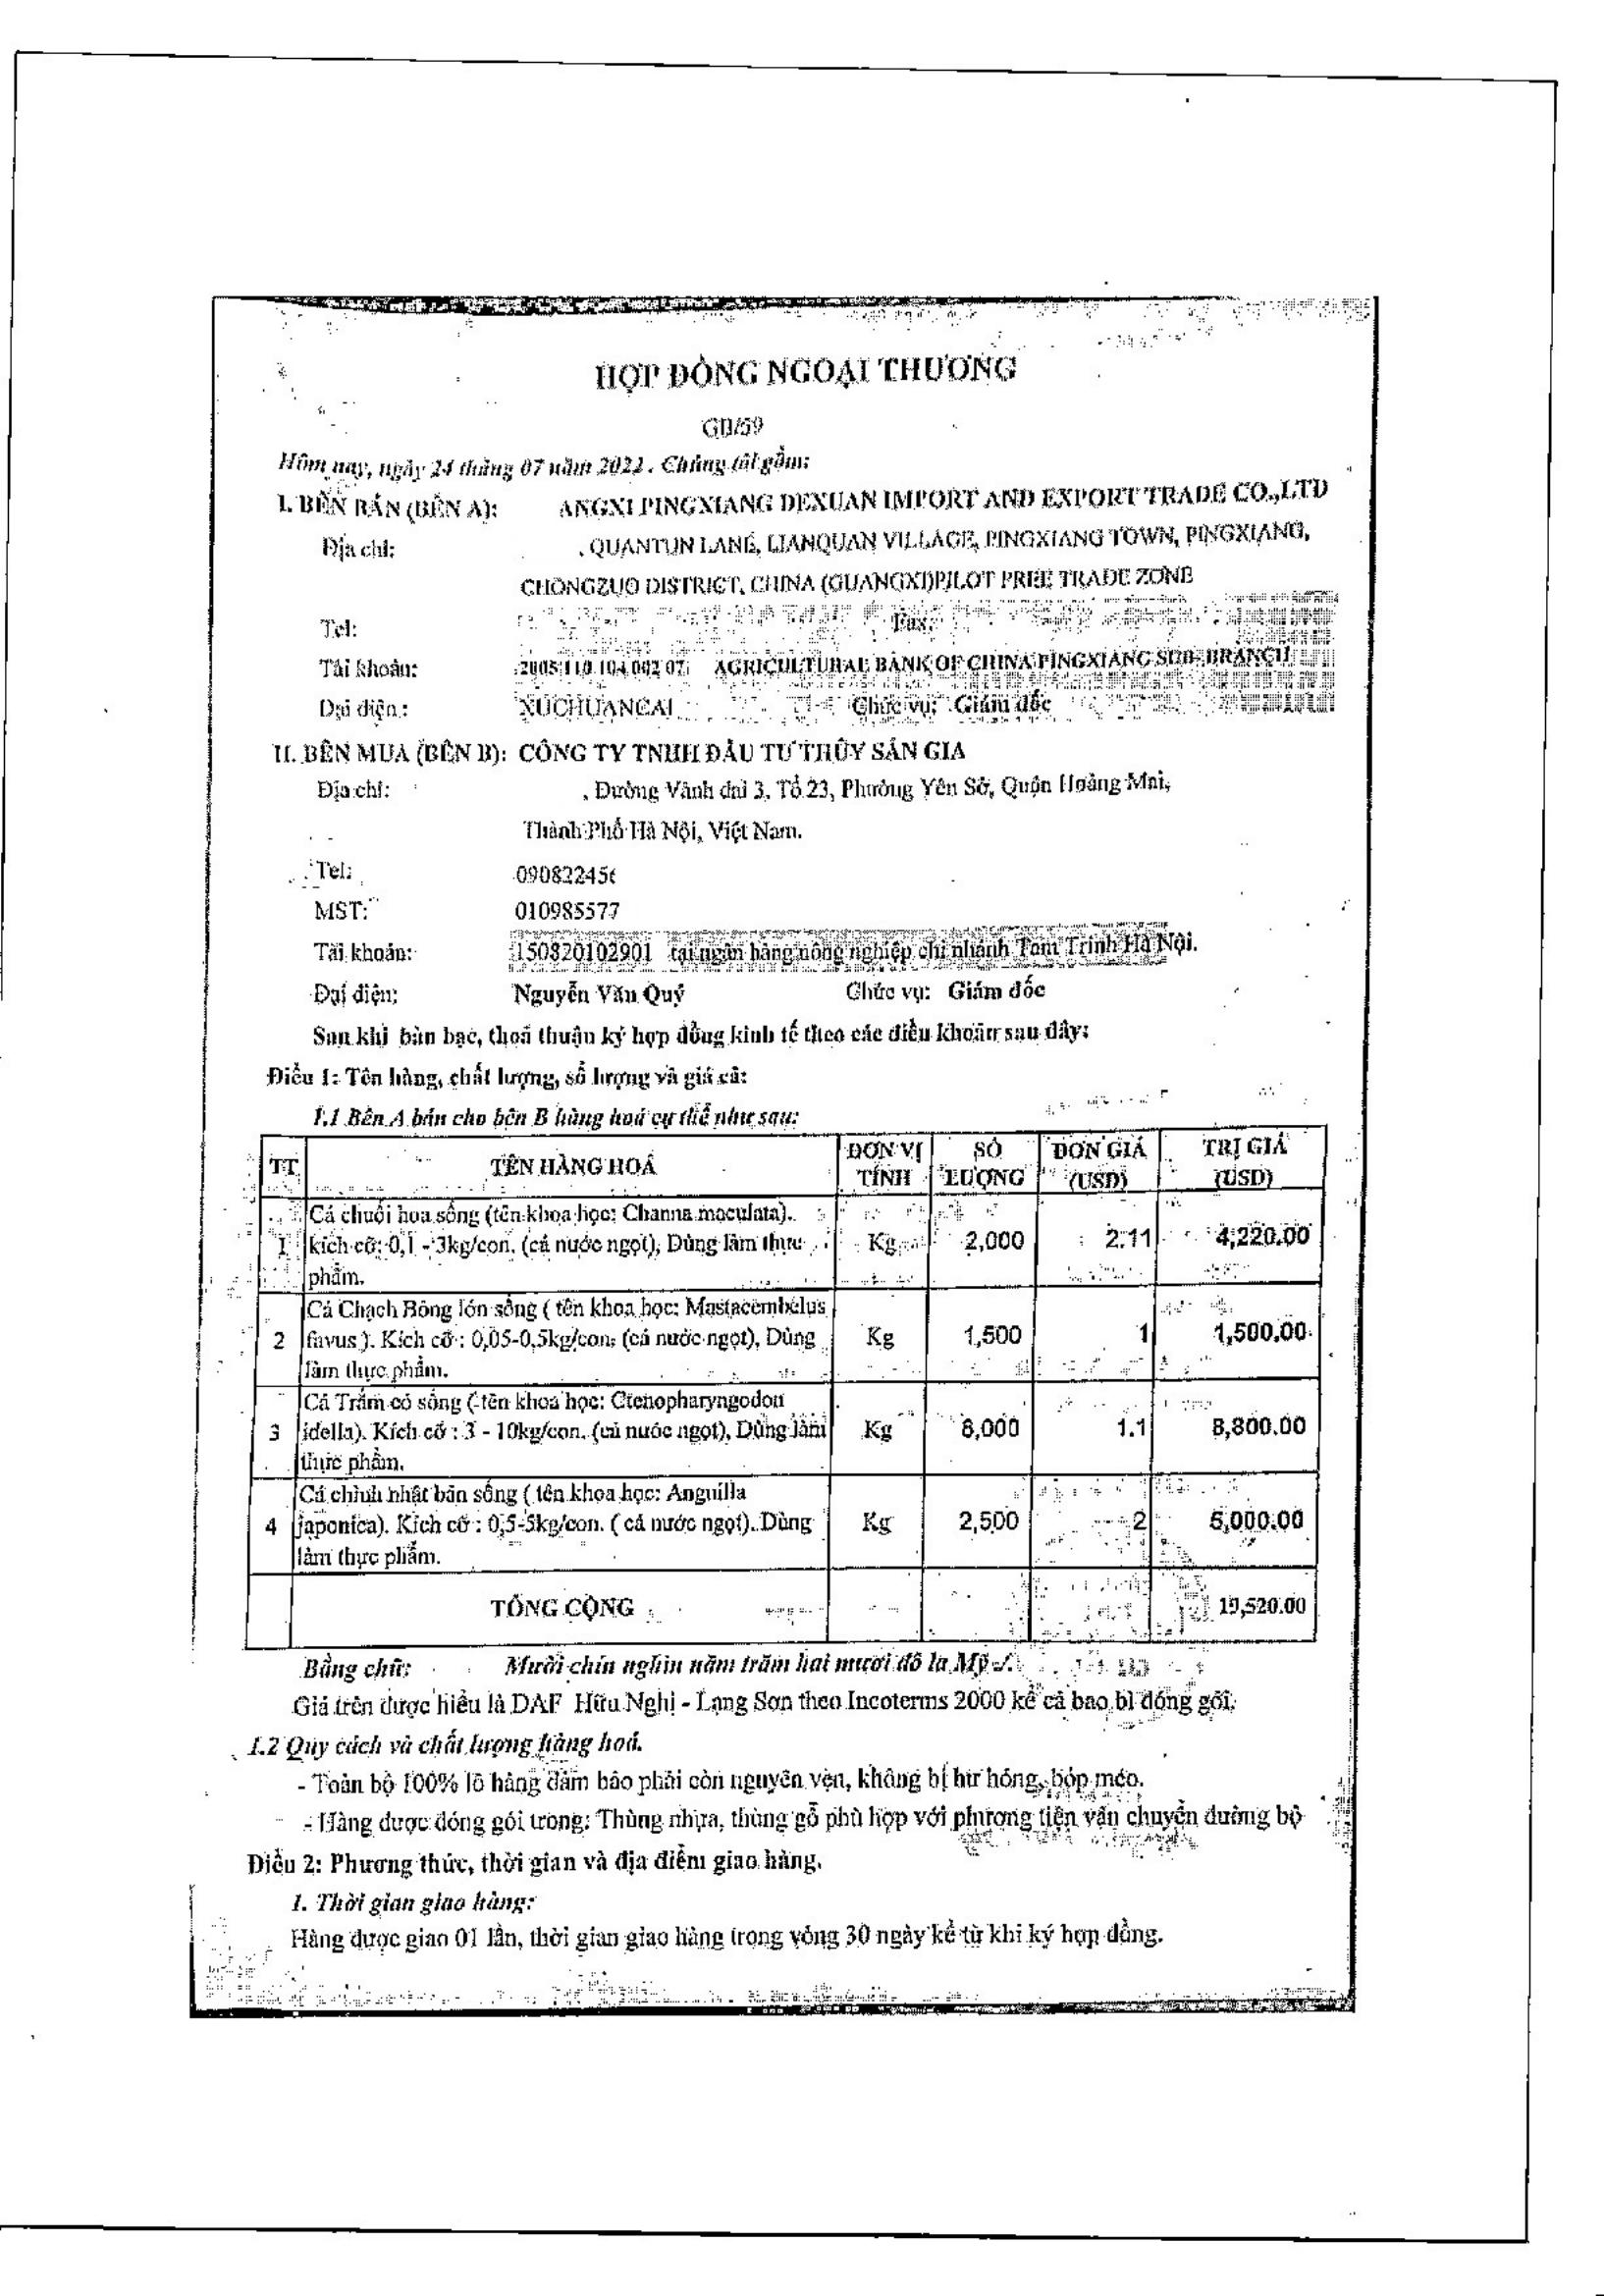 HỢP ĐỒNG NGOẠI THƯƠNG
GD/59
Hôm nay, ngày 24 tháng 07 năm 2022. Chúng tôi gồm:
I. BÊN BÁN (BÊN A): ANGXI PINGXIANG DEXUAN IMPORT AND EXPORT TRADE CO.,LTD
Địa chỉ: , QUANTUN LANE, LIANQUAN VILLAGE, PINGXIANG TOWN, PINGXIANG,
CHONGZUO DISTRICT, CHINA (GUANGXI)PILOT FREE TRADE ZONE
Tel: Fax:
Tài khoản: AGRICULTURAL BANK OF CHINA PINGXIANG SUB-BRANCH
Đại diện: XUCHUANCAI Chức vụ: Giám đốc
II. BÊN MUA (BÊN B): CÔNG TY TNHH ĐẦU TƯ THỦY SẢN GIA
Địa chỉ: , Đường Vành đai 3, Tổ 23, Phường Yên Sở, Quận Hoàng Mai,
Thành Phố Hà Nội, Việt Nam.
Tel: 09082245
MST: 010985577
Tài khoản: 150820102901 tại ngân hàng nông nghiệp chi nhánh Tam Trinh Hà Nội.
Đại diện: Nguyễn Văn Quý Chức vụ: Giám đốc
Sau khi bàn bạc, thoả thuận ký hợp đồng kinh tế theo các điều khoản sau đây:
Điều 1: Tên hàng, chất lượng, số lượng và giá cả:
1.1 Bên A bán cho bên B hàng hoá cụ thể như sau:
TT TÊN HÀNG HOÁ ĐƠN VỊ TÍNH SỐ LƯỢNG ĐƠN GIÁ (USD) TRỊ GIÁ (USD)
Cá chuối hoa sống (tên khoa học: Channa maculata).
1 kích cỡ: 0,1 - 3kg/con. (cá nước ngọt), Dùng làm thực Kg 2,000 2.11 4,220.00
phẩm.
Cá Chạch Bông lớn sống ( tên khoa học: Mastacembelus
2 favus ). Kích cỡ : 0,05-0,5kg/con. (cá nước ngọt), Dùng Kg 1,500 1 1,500.00
làm thực phẩm.
Cá Trắm cỏ sống ( tên khoa học: Ctenopharyngodon
3 idella). Kích cỡ : 3 - 10kg/con. (cá nước ngọt), Dùng làm Kg 8,000 1.1 8,800.00
thực phẩm.
Cá chình nhật bản sống ( tên khoa học: Anguilla
4 japonica). Kích cỡ : 0,5-5kg/con. ( cá nước ngọt). Dùng Kg 2,500 2 5,000.00
làm thực phẩm.
TỔNG CỘNG 19,520.00
Bằng chữ: Mười chín nghìn năm trăm hai mươi đô la Mỹ ./.
Giá trên được hiểu là DAF Hữu Nghị - Lạng Sơn theo Incoterms 2000 kể cả bao bì đóng gói.
1.2 Quy cách và chất lượng hàng hoá.
- Toàn bộ 100% lô hàng đảm bảo phải còn nguyên vẹn, không bị hư hỏng, bóp méo.
- Hàng được đóng gói trong: Thùng nhựa, thùng gỗ phù hợp với phương tiện vận chuyển đường bộ
Điều 2: Phương thức, thời gian và địa điểm giao hàng.
1. Thời gian giao hàng:
Hàng được giao 01 lần, thời gian giao hàng trong vòng 30 ngày kể từ khi ký hợp đồng.